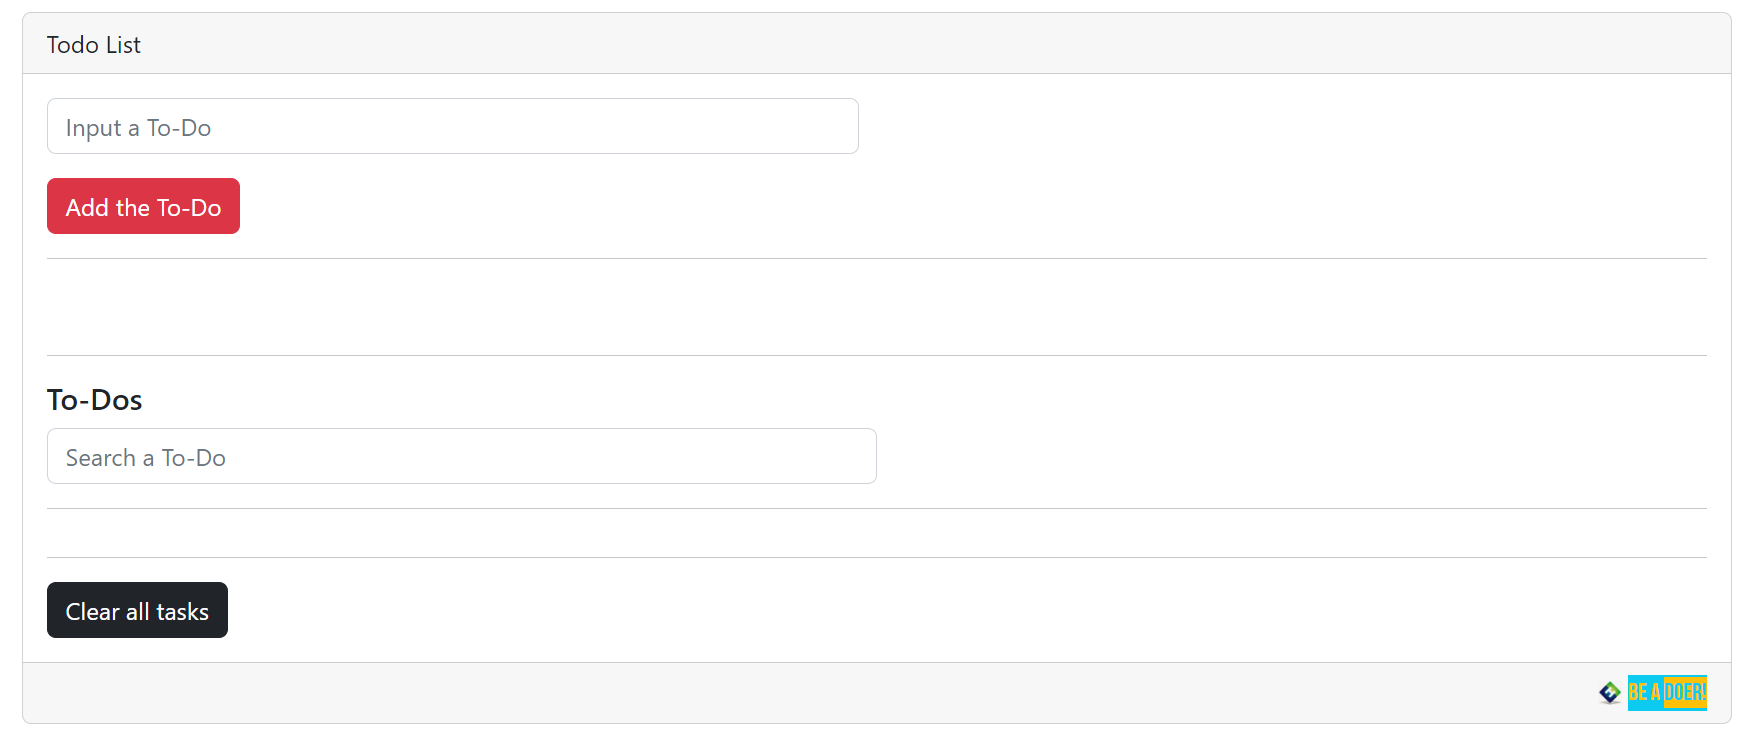 Todo List
Input a To-Do
Add the To-Do
To-Dos
Search a To-Do
Clear all tasks
BE A DOER!